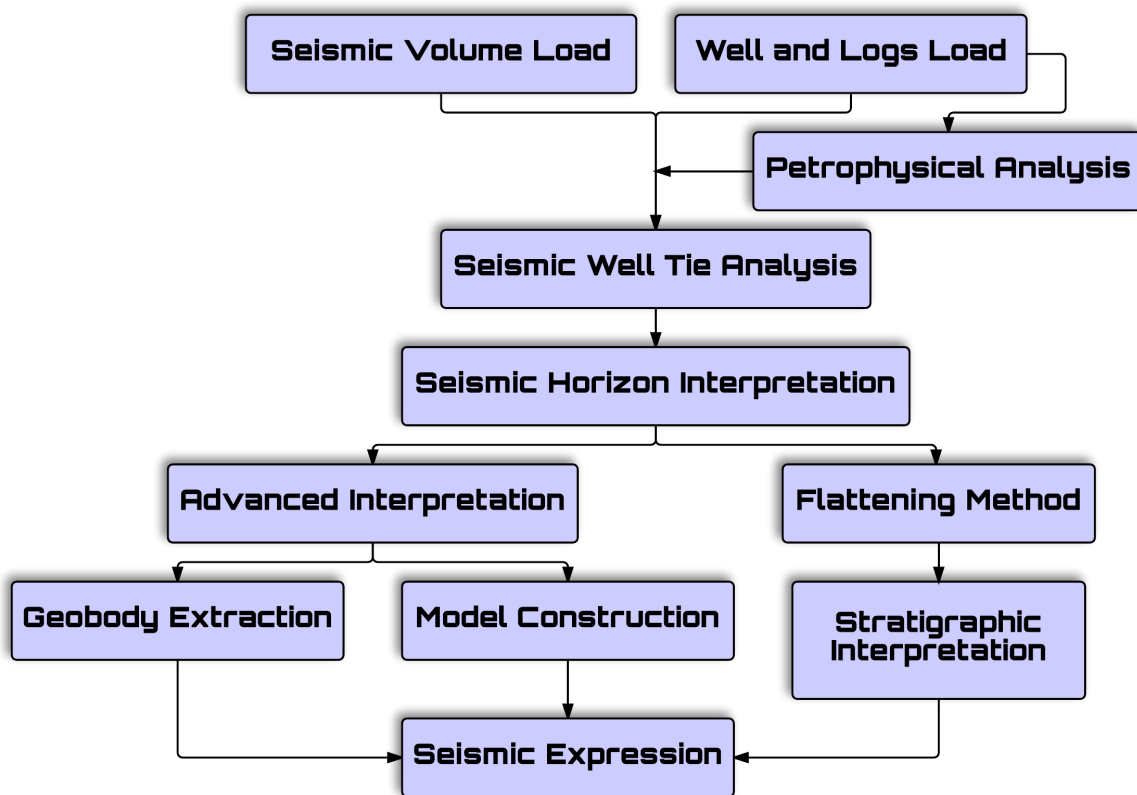 Seismic Volume Load
Well and Logs Load
Petrophysical Analysis
Seismic Well Tie Analysis
Seismic Horizon Interpretation
Advanced Interpretation
Flattening Method
Geobody Extraction
Model Construction
Stratigraphic
Interpretation
Seismic Expression